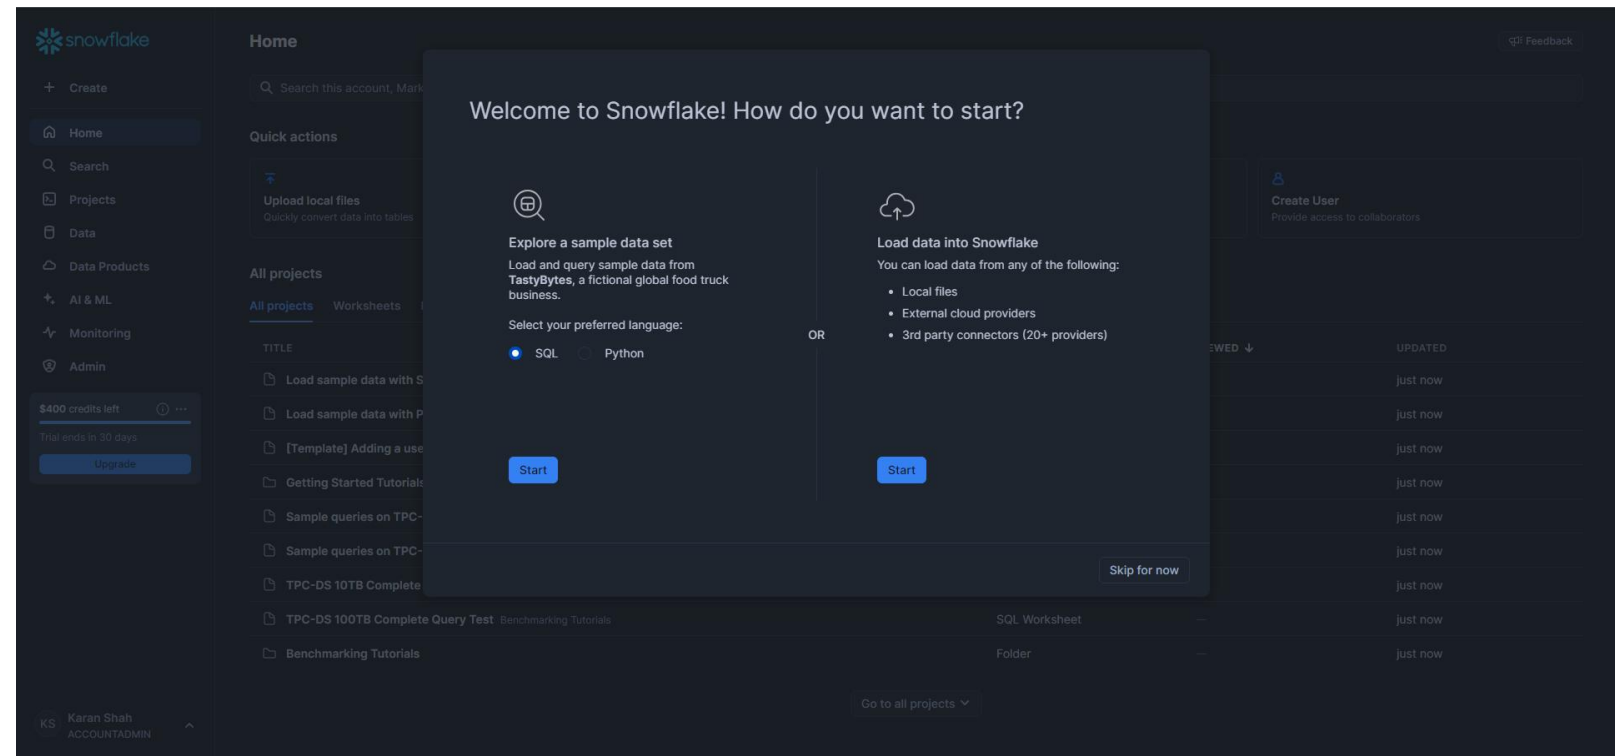 snowflake
Create
Home
Search
Projects
Data
Data Products
AI & ML
Monitoring
Admin
$400 credits left
Trial ends in 30 days
Upgrade
KS
Karan Shah
ACCOUNTADMIN
Home
Feedback
Search this account, Mark
Quick actions
Upload local files
Quickly convert data into tables
Create User
Provide access to collaborators
All projects
All projects Worksheets
TITLE EWED UPDATED
Load sample data with S just now
Load sample data with P just now
[Template] Adding a use just now
Getting Started Tutorials just now
Sample queries on TPC- just now
Sample queries on TPC- just now
TPC-DS 10TB Complete just now
TPC-DS 100TB Complete Query Test Benchmarking Tutorials SQL Worksheet — just now
Benchmarking Tutorials Folder — just now
Go to all projects
Welcome to Snowflake! How do you want to start?
Explore a sample data set
Load and query sample data from
TastyBytes, a fictional global food truck
business.
Select your preferred language:
SQL Python
Start
OR
Load data into Snowflake
You can load data from any of the following:
• Local files
• External cloud providers
• 3rd party connectors (20+ providers)
Start
Skip for now